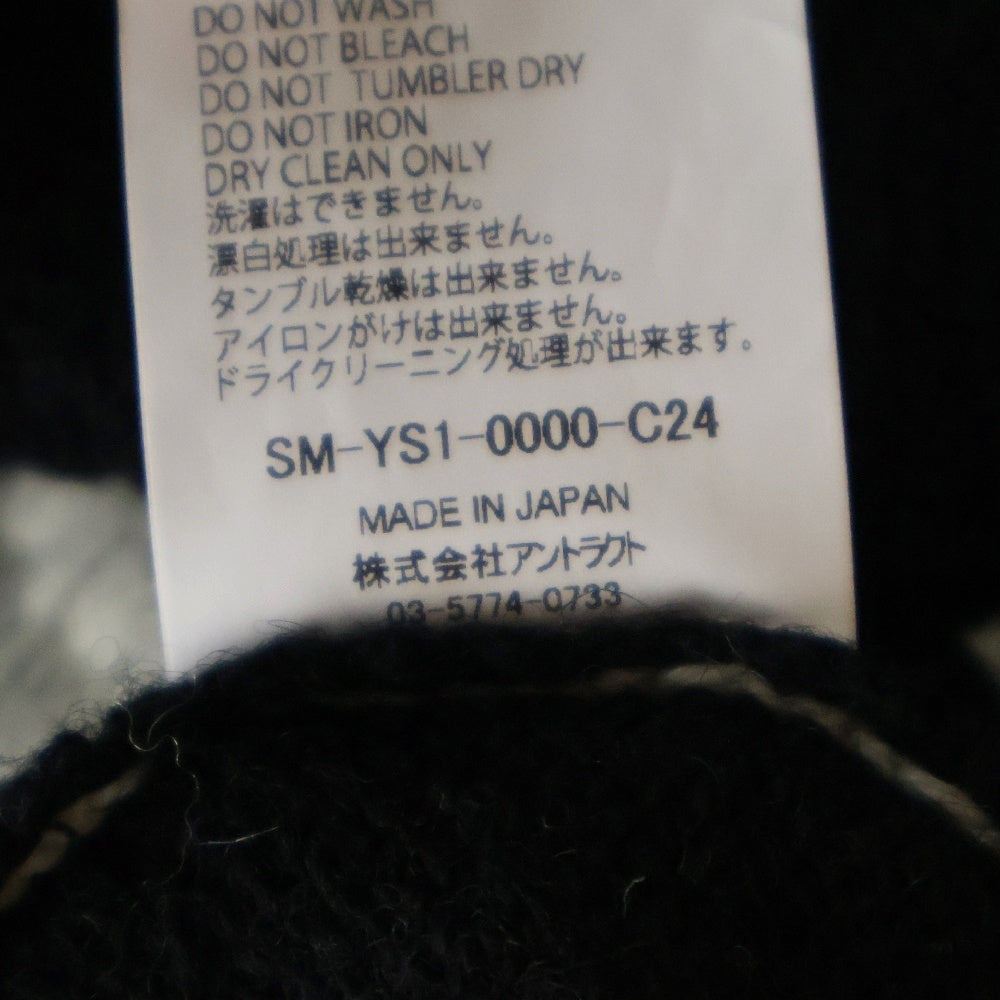 DO NOT WASH
DO NOT BLEACH
DO NOT TUMBLER DRY
DO NOT IRON
DRY CLEAN ONLY
洗濯はできません。
漂白処理は出来ません。
タンブル乾燥は出来ません。
アイロンがけは出来ません。
ドライクリーニング処理が出来ます。
SM-YS1-0000-C24
MADE IN JAPAN
株式会社アントラクト
03-5774-0733